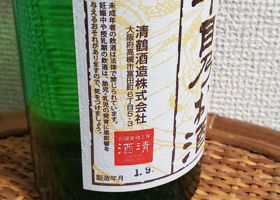 清鶴酒造株式会社
大阪府高槻市富田町6丁目5-3
未成年者の飲酒は法律で禁じられています。
妊娠中や授乳期の飲酒は、胎児・乳児の発育に悪影響を
与えるおそれがありますので、気をつけましょう。
清酒
製造年月
1.9.